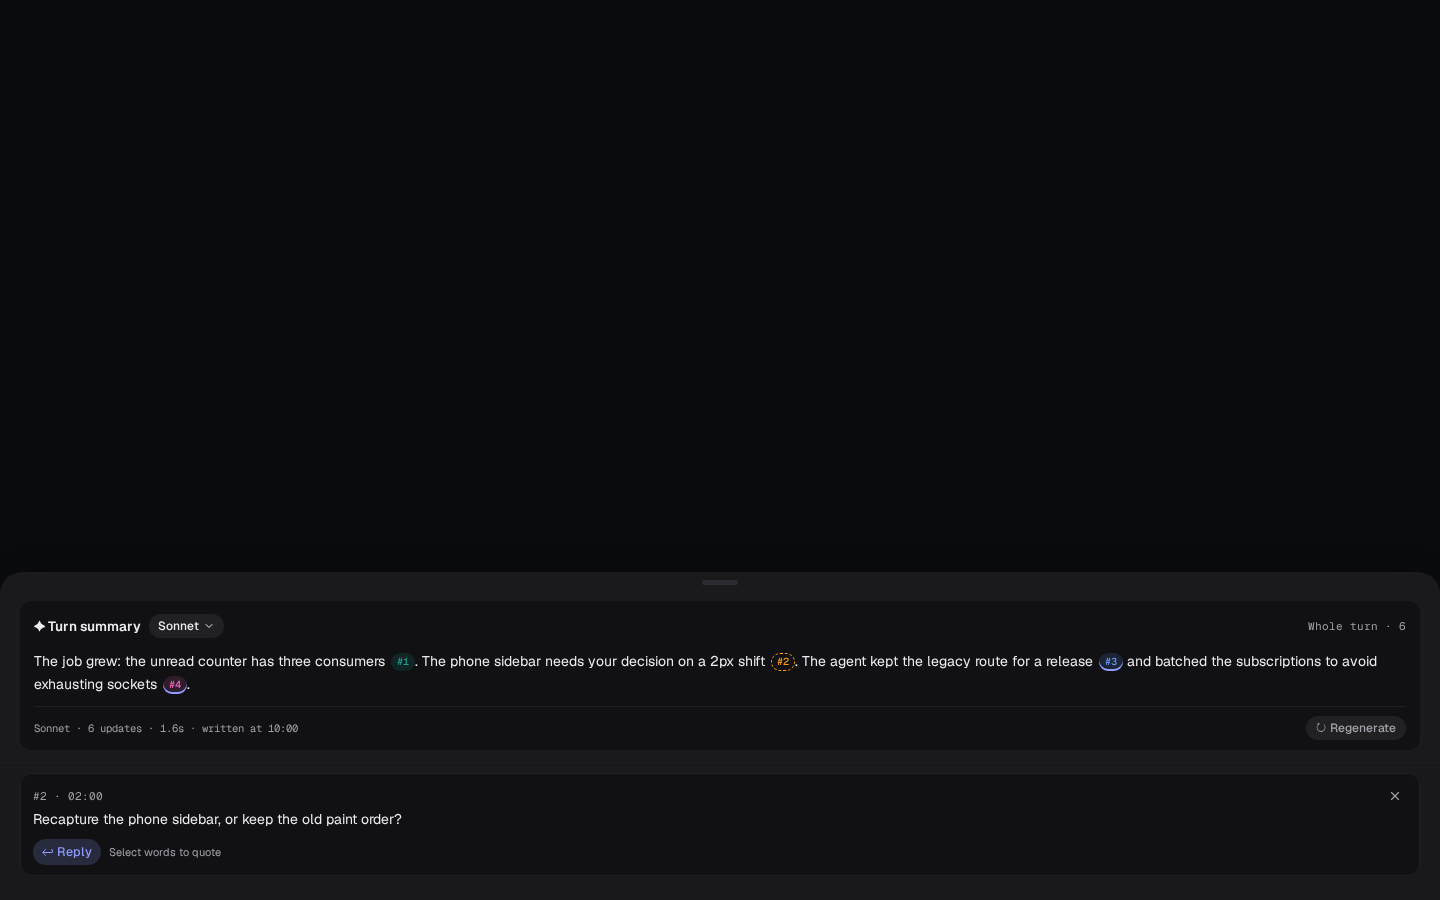 Turn summary Sonnet Whole turn · 6
The job grew: the unread counter has three consumers #1. The phone sidebar needs your decision on a 2px shift #2. The agent kept the legacy route for a release #3 and batched the subscriptions to avoid
exhausting sockets #4.
Sonnet · 6 updates · 1.6s · written at 10:00 Regenerate
#2 · 02:00
Recapture the phone sidebar, or keep the old paint order?
Reply Select words to quote